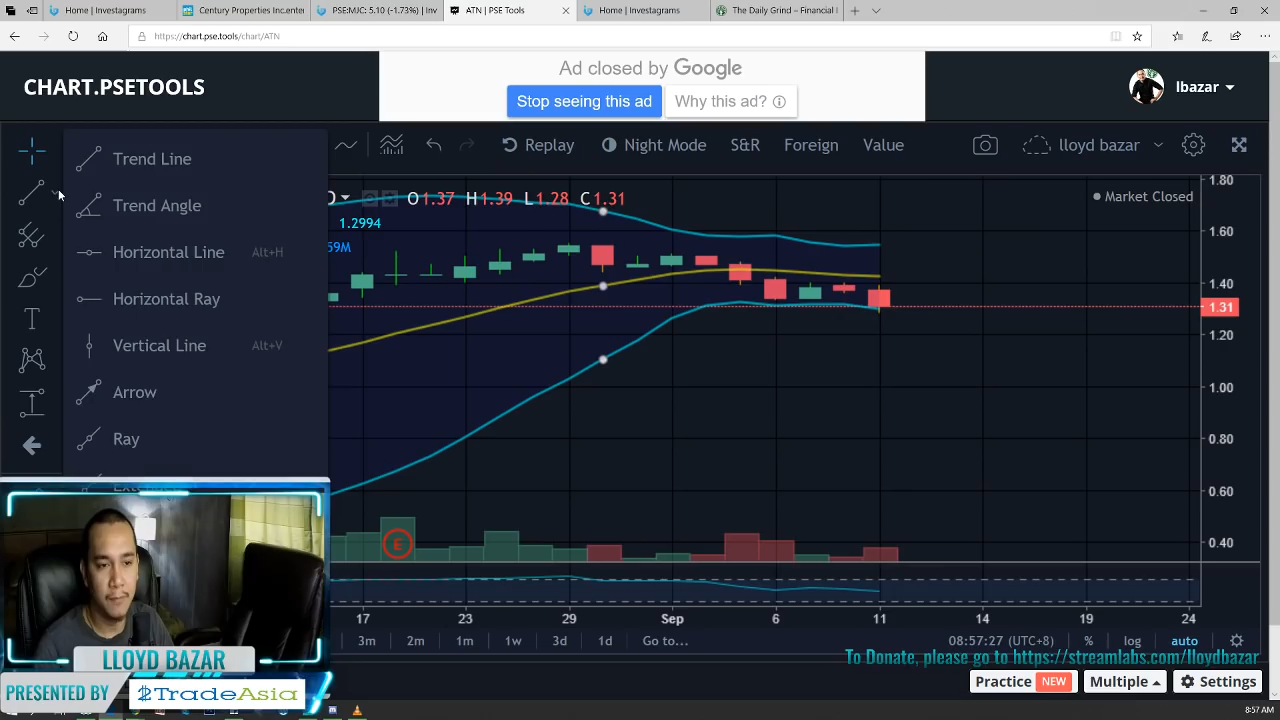 Home | Investagrams
Century Properties Incenter
PSE:MJC: 5.10 (-1.73%) | Inv
ATN | PSE Tools
Home | Investagrams
The Daily Grind – Financial
https://chart.pse.tools/chart/ATN
Ad closed by Google
CHART.PSETOOLS
Stop seeing this ad
Why this ad?
lbazar
Replay
Night Mode
S&R
Foreign
Value
lloyd bazar
Trend Line
Trend Angle
Horizontal Line Alt+H
Horizontal Ray
Vertical Line Alt+V
Arrow
Ray
D
O1.37 H1.39 L1.28 C1.31
Market Closed
1.2994
59M
1.80
1.60
1.40
1.31
1.20
1.00
0.80
0.60
0.40
E
17 23 29 Sep 6 11 14 19 24
3m 2m 1m 1w 3d 1d Go to...
08:57:27 (UTC+8) % log auto
LLOYD BAZAR
To Donate, please go to https://streamlabs.com/lloydbazar
PRESENTED BY
$TradeAsia
Practice NEW
Multiple
Settings
8:57 AM